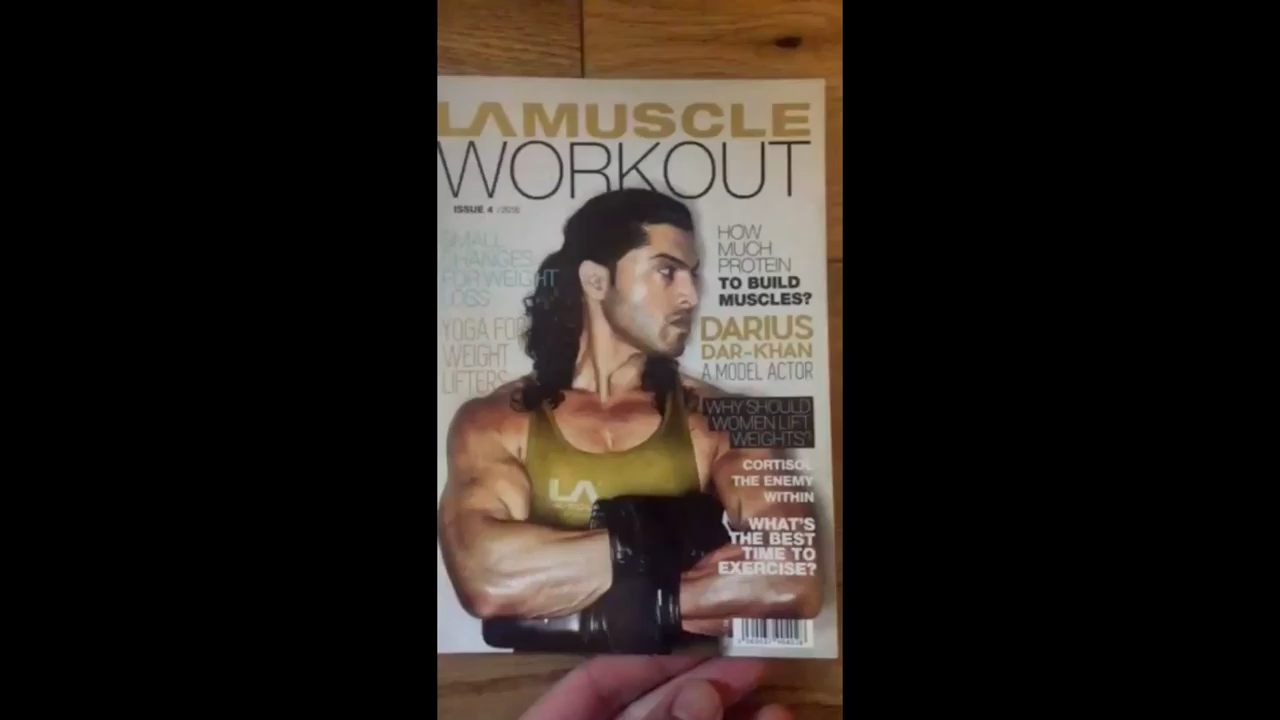 LAMUSCLE
WORKOUT
ISSUE 4 / 2016
SMALL
CHANGES
FOR WEIGHT
LOSS
YOGA FOR
WEIGHT
LIFTERS
HOW
MUCH
PROTEIN
TO BUILD
MUSCLES?
DARIUS
DAR-KHAN
A MODEL ACTOR
WHY SHOULD
WOMEN LIFT
WEIGHTS?
CORTISOL
THE ENEMY
WITHIN
WHAT'S
THE BEST
TIME TO
EXERCISE?
LA